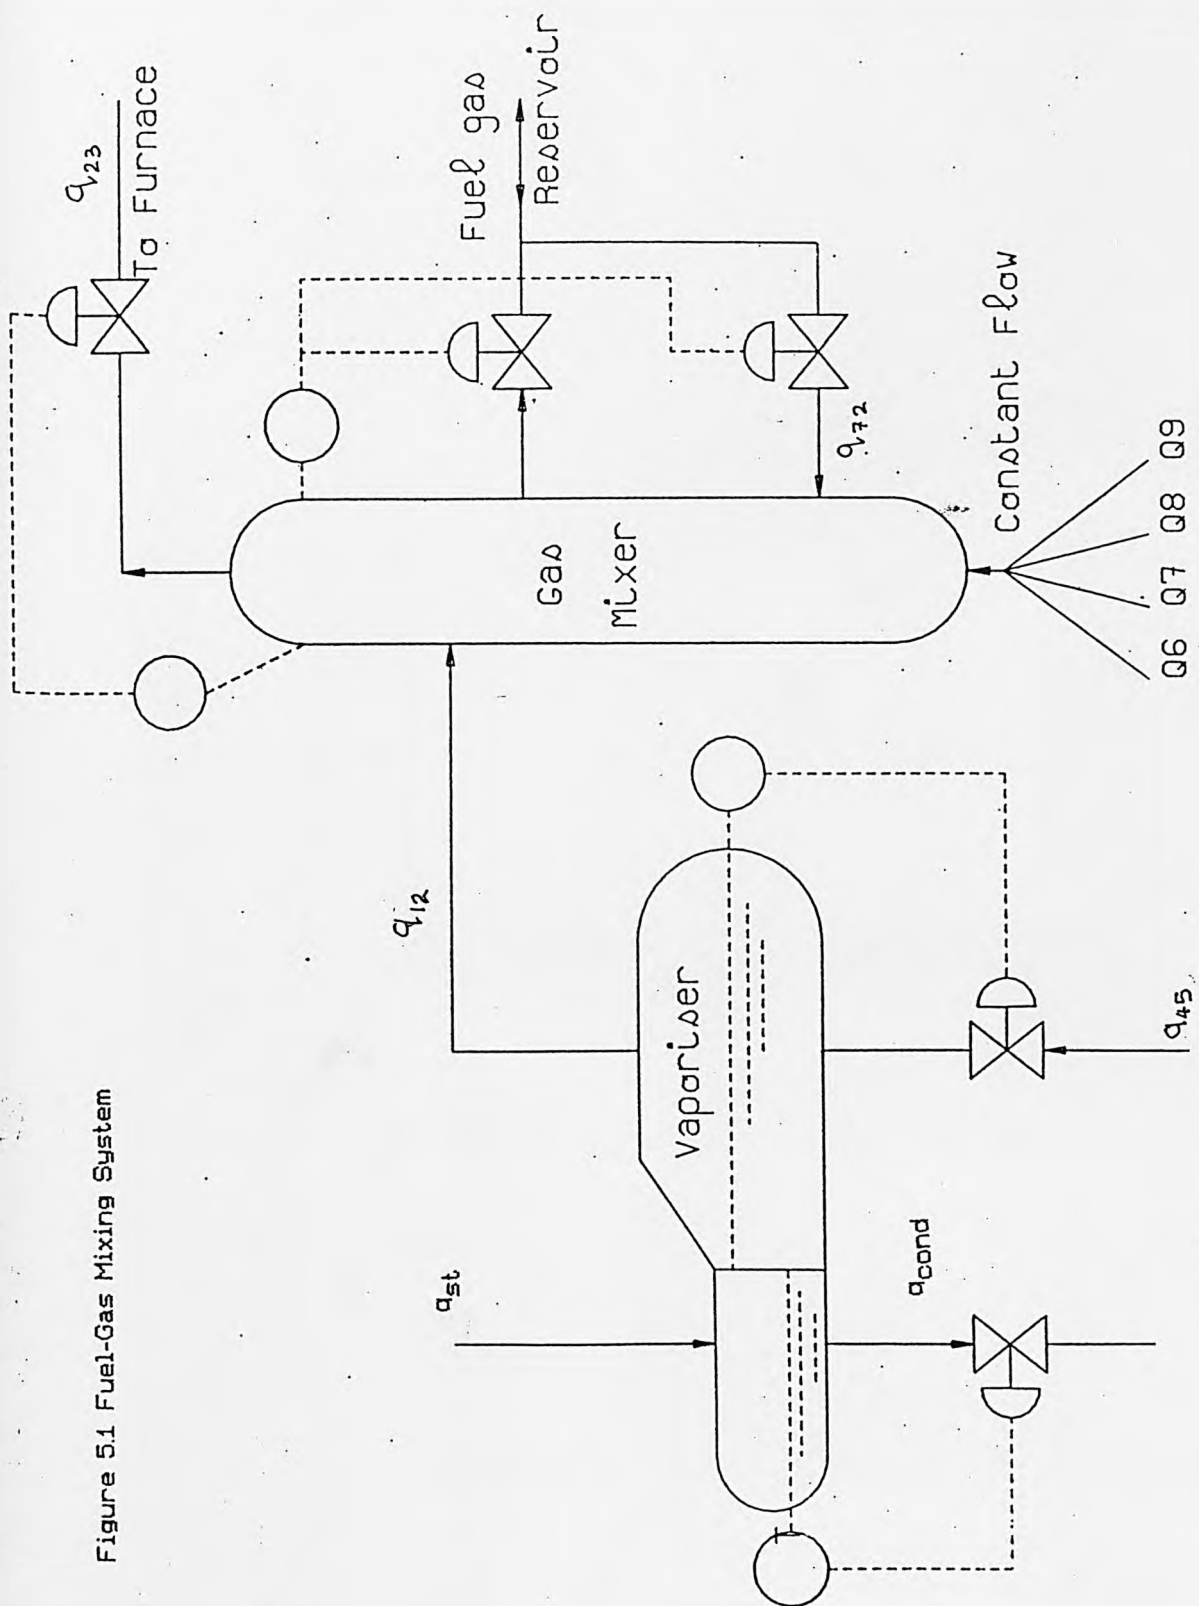 Figure 5.1 Fuel-Gas Mixing System
q23
To Furnace
Fuel gas
Reservoir
q12
Gas
Mixer
q72
Vaporiser
qst
qcond
q45
Constant Flow
Q6 Q7 Q8 Q9